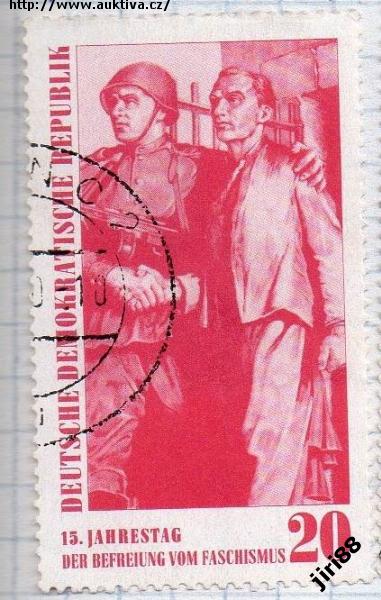 http://www.auktiva.cz/
DEUTSCHE DEMOKRATISCHE REPUBLIK
15. JAHRESTAG
DER BEFREIUNG VOM FASCHISMUS
20
jiri88